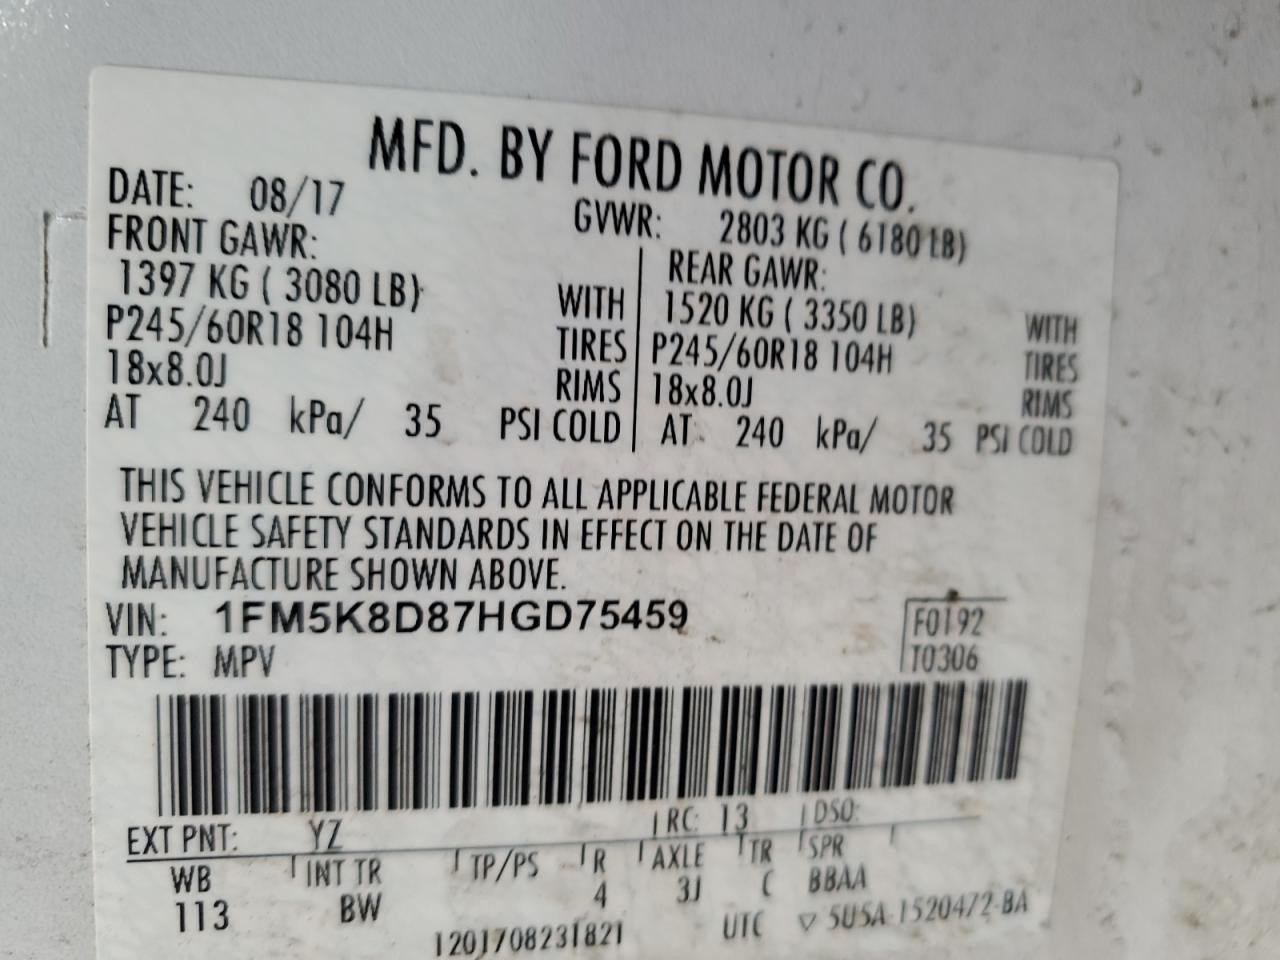 MFD. BY FORD MOTOR CO.
DATE: 08/17
GVWR: 2803 KG ( 6180 LB)
FRONT GAWR:
1397 KG ( 3080 LB) WITH
P245/60R18 104H TIRES
18x8.0J RIMS
AT 240 kPa/ 35 PSI COLD
REAR GAWR:
1520 KG ( 3350 LB) WITH
P245/60R18 104H TIRES
18x8.0J RIMS
AT 240 kPa/ 35 PSI COLD
THIS VEHICLE CONFORMS TO ALL APPLICABLE FEDERAL MOTOR
VEHICLE SAFETY STANDARDS IN EFFECT ON THE DATE OF
MANUFACTURE SHOWN ABOVE.
VIN: 1FM5K8D87HGD75459
TYPE: MPV
F0192
T0306
EXT PNT: YZ RC: 13 DSO:
WB INT TR TP/PS R AXLE TR SPR
113 BW 4 3J C BBAA
1201708231821 UTC ▽ 5U5A-1520472-BA